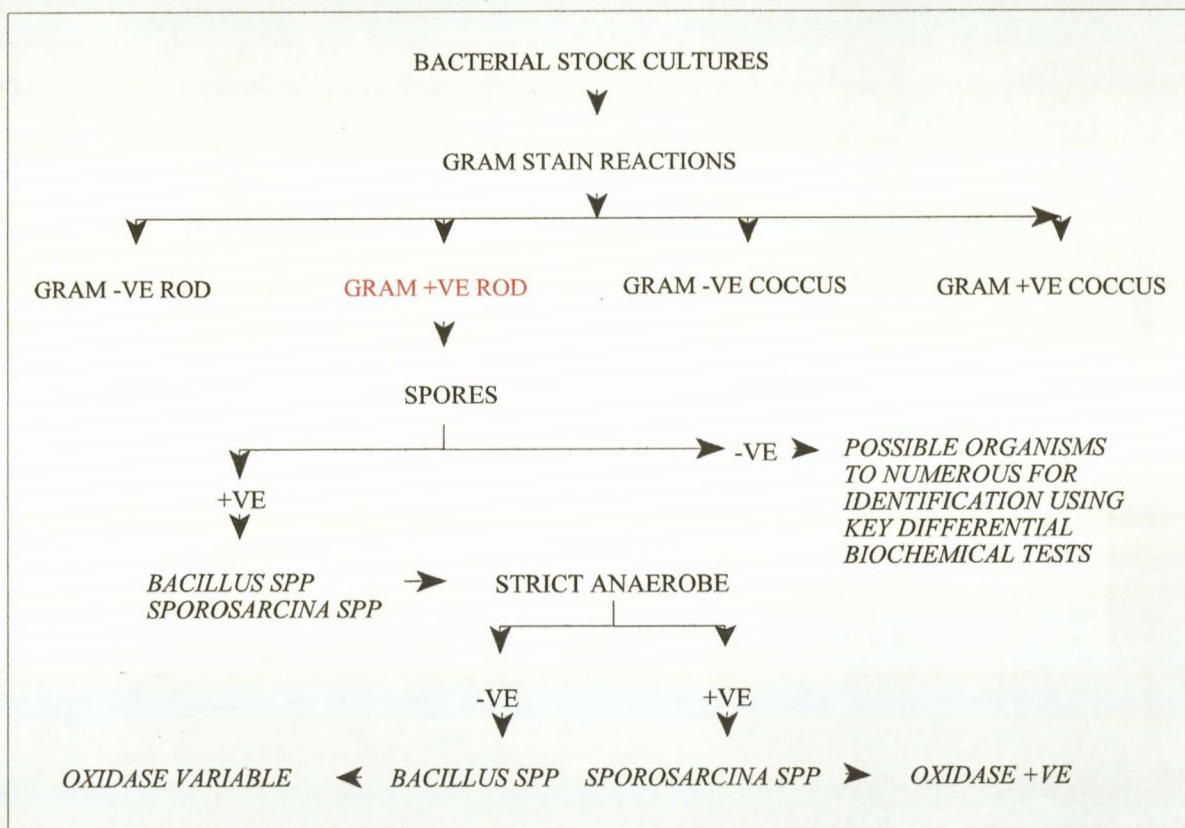 BACTERIAL STOCK CULTURES
GRAM STAIN REACTIONS
GRAM -VE ROD
GRAM +VE ROD
GRAM -VE COCCUS
GRAM +VE COCCUS
SPORES
-VE
POSSIBLE ORGANISMS
TO NUMEROUS FOR
IDENTIFICATION USING
KEY DIFFERENTIAL
BIOCHEMICAL TESTS
+VE
BACILLUS SPP
SPOROSARCINA SPP
STRICT ANAEROBE
-VE
+VE
OXIDASE VARIABLE
BACILLUS SPP
SPOROSARCINA SPP
OXIDASE +VE